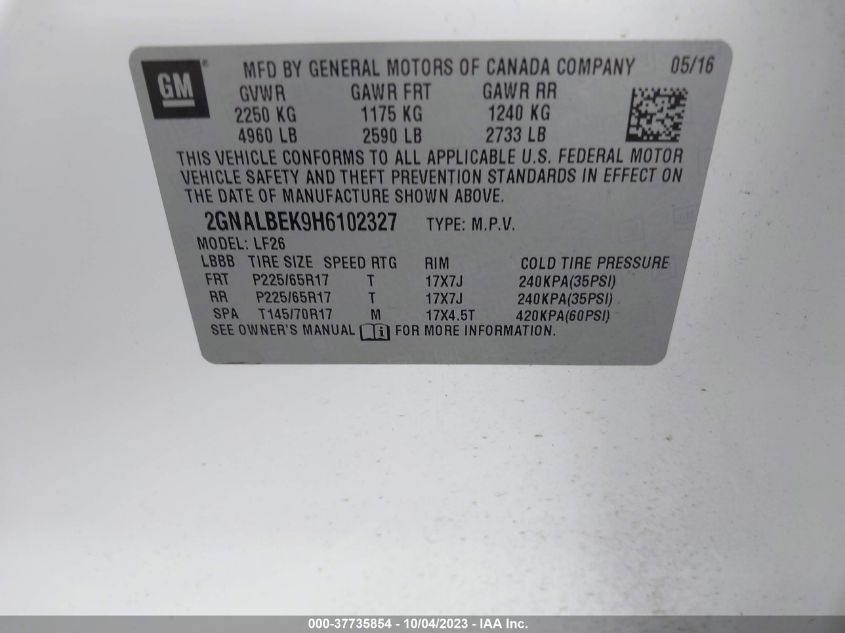 GM ® MFD BY GENERAL MOTORS OF CANADA COMPANY 05/16
GVWR GAWR FRT GAWR RR
2250 KG 1175 KG 1240 KG
4960 LB 2590 LB 2733 LB
THIS VEHICLE CONFORMS TO ALL APPLICABLE U.S. FEDERAL MOTOR
VEHICLE SAFETY AND THEFT PREVENTION STANDARDS IN EFFECT ON
THE DATE OF MANUFACTURE SHOWN ABOVE.
2GNALBEK9H6102327 TYPE: M.P.V.
MODEL: LF26
LBBB TIRE SIZE SPEED RTG RIM COLD TIRE PRESSURE
FRT P225/65R17 T 17X7J 240KPA(35PSI)
RR P225/65R17 T 17X7J 240KPA(35PSI)
SPA T145/70R17 M 17X4.5T 420KPA(60PSI)
SEE OWNER'S MANUAL FOR MORE INFORMATION.
000-37735854 - 10/04/2023 - IAA Inc.